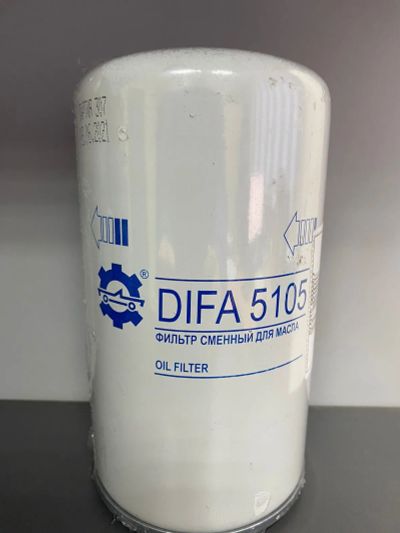 ®
DIFA 5105
ФИЛЬТР СМЕННЫЙ ДЛЯ МАСЛА
OIL FILTER